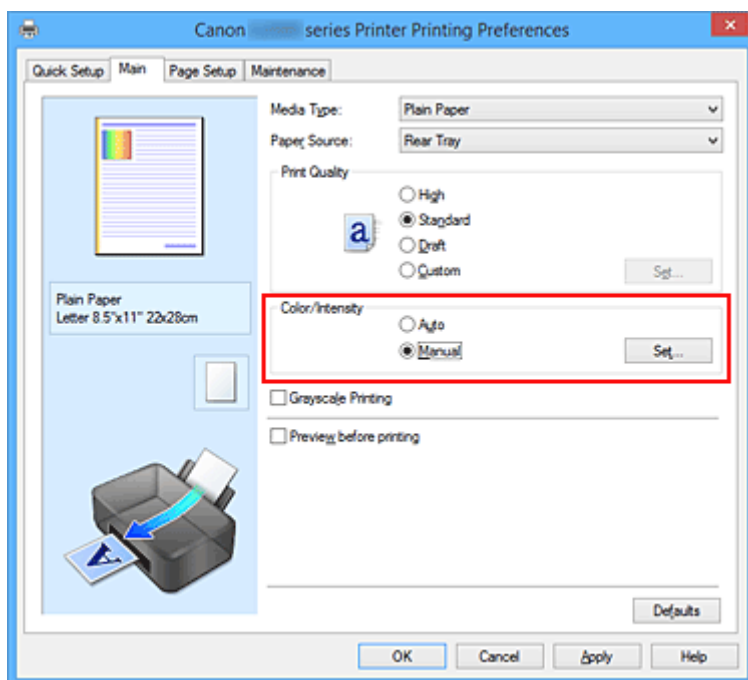 Canon series Printer Printing Preferences
Quick Setup Main Page Setup Maintenance
Media Type: Plain Paper
Paper Source: Rear Tray
Print Quality
High
Standard
Draft
Custom Set...
Plain Paper
Letter 8.5"x11" 22x28cm
Color/Intensity
Auto
Manual Set...
Grayscale Printing
Preview before printing
a
A
Defaults
OK Cancel Apply Help